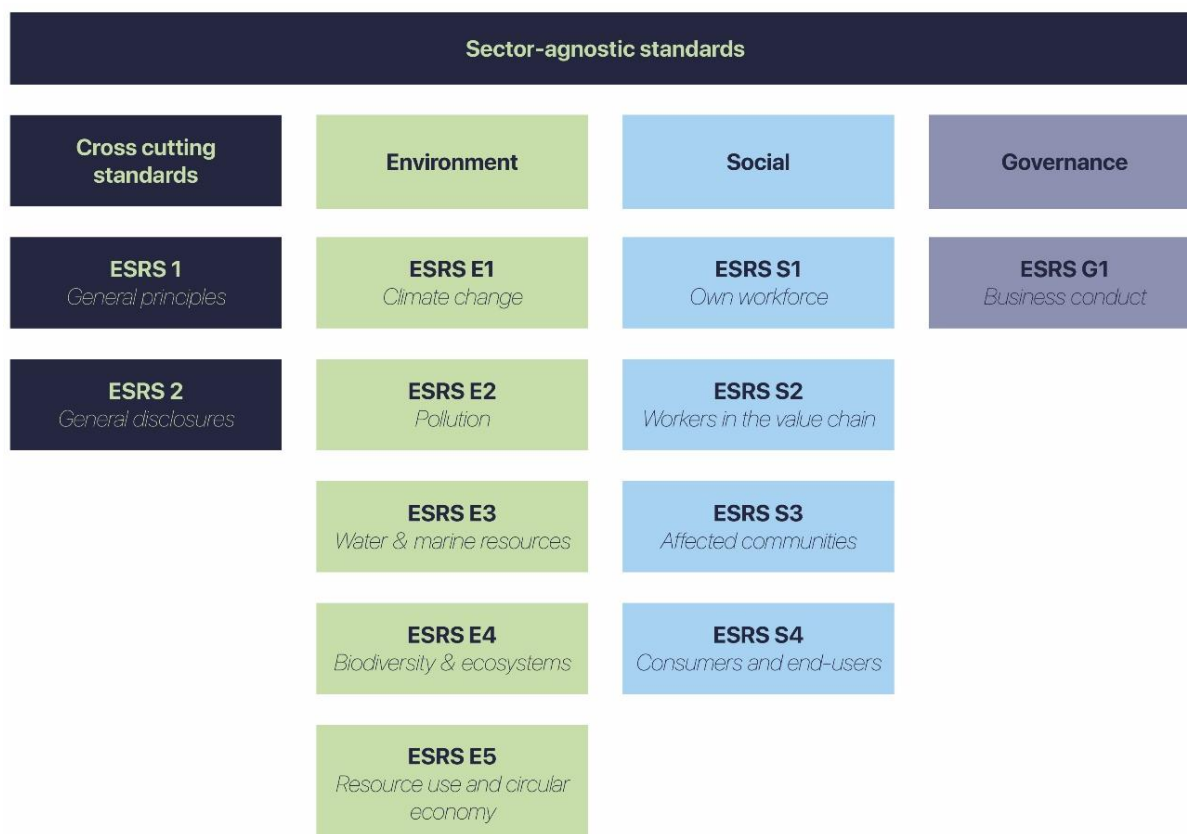 Sector-agnostic standards
Cross cutting
standards
Environment
Social
Governance
ESRS 1
General principles
ESRS E1
Climate change
ESRS S1
Own workforce
ESRS G1
Business conduct
ESRS 2
General disclosures
ESRS E2
Pollution
ESRS S2
Workers in the value chain
ESRS E3
Water & marine resources
ESRS S3
Affected communities
ESRS E4
Biodiversity & ecosystems
ESRS S4
Consumers and end-users
ESRS E5
Resource use and circular
economy